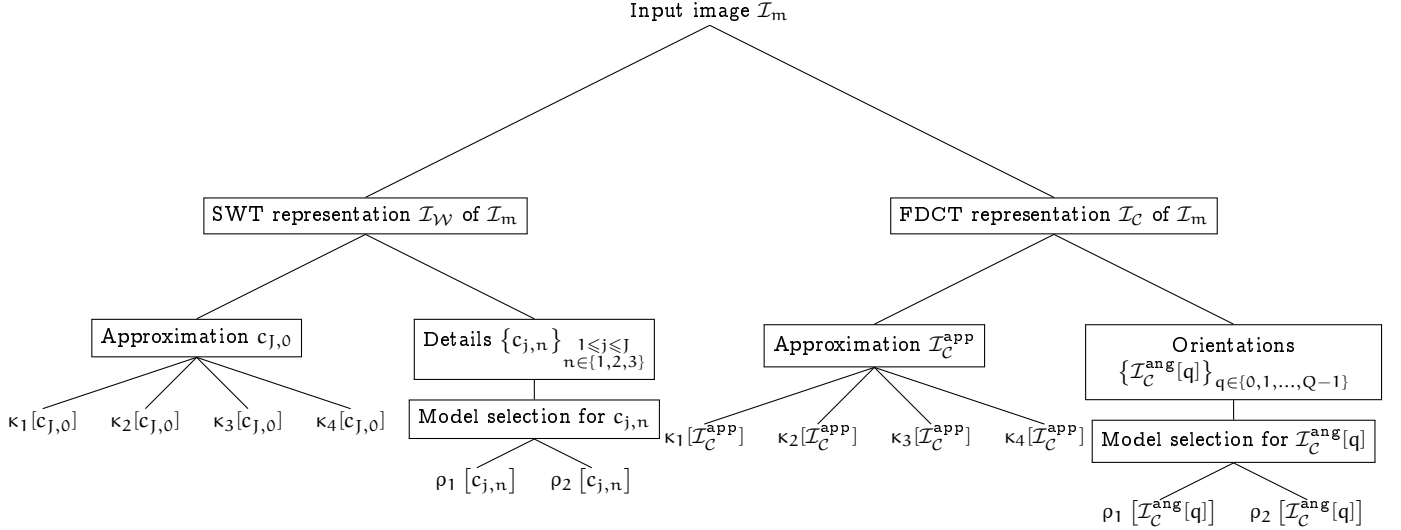 Input image ℐₘ
SWT representation ℐ_𝒲 of ℐₘ
FDCT representation ℐ_𝒞 of ℐₘ
Approximation c_{J,0}
Details {c_{j,n}}_{1⩽j⩽J, n∈{1,2,3}}
Approximation ℐ_𝒞^{app}
Orientations
{ℐ_𝒞^{ang}[q]}_{q∈{0,1,...,Q−1}}
κ₁[c_{J,0}] κ₂[c_{J,0}] κ₃[c_{J,0}] κ₄[c_{J,0}]
Model selection for c_{j,n}
κ₁[ℐ_𝒞^{app}] κ₂[ℐ_𝒞^{app}] κ₃[ℐ_𝒞^{app}] κ₄[ℐ_𝒞^{app}]
Model selection for ℐ_𝒞^{ang}[q]
ρ₁ [c_{j,n}] ρ₂ [c_{j,n}]
ρ₁ [ℐ_𝒞^{ang}[q]] ρ₂ [ℐ_𝒞^{ang}[q]]